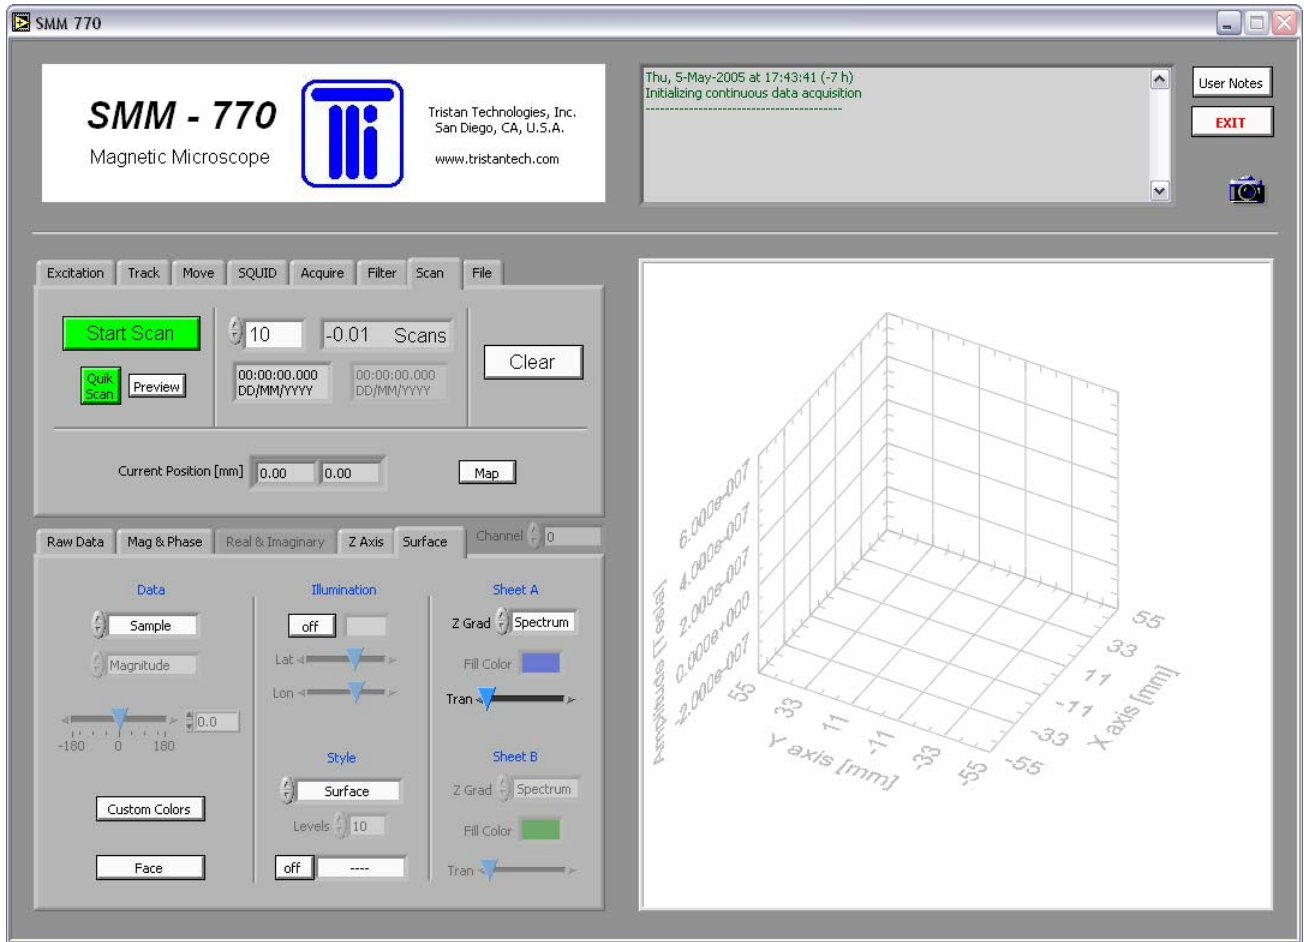 SMM 770
SMM - 770
Magnetic Microscope
Tristan Technologies, Inc.
San Diego, CA, U.S.A.
www.tristantech.com
Thu, 5-May-2005 at 17:43:41 (-7 h)
Initializing continuous data acquisition
----------------------------------------
User Notes
EXIT
Excitation Track Move SQUID Acquire Filter Scan File
Start Scan
10
-0.01 Scans
Clear
Quik
Scan
Preview
00:00:00.000
DD/MM/YYYY
00:00:00.000
DD/MM/YYYY
Current Position [mm] 0.00 0.00
Map
Raw Data Mag & Phase Real & Imaginary Z Axis Surface Channel 0
Data
Sample
Magnitude
0.0
-180 0 180
Custom Colors
Face
Illumination
off
Lat
Lon
Style
Surface
Levels 10
off ----
Sheet A
Z Grad Spectrum
Fill Color
Tran
Sheet B
Z Grad Spectrum
Fill Color
Tran
6.000e-007
4.000e-007
2.000e-007
0.000e+000
-2.000e-007
Amplitude [Tesla]
55
33
11
-11
-33
-55
Y axis [mm]
55
33
11
-11
-33
-55
X axis [mm]